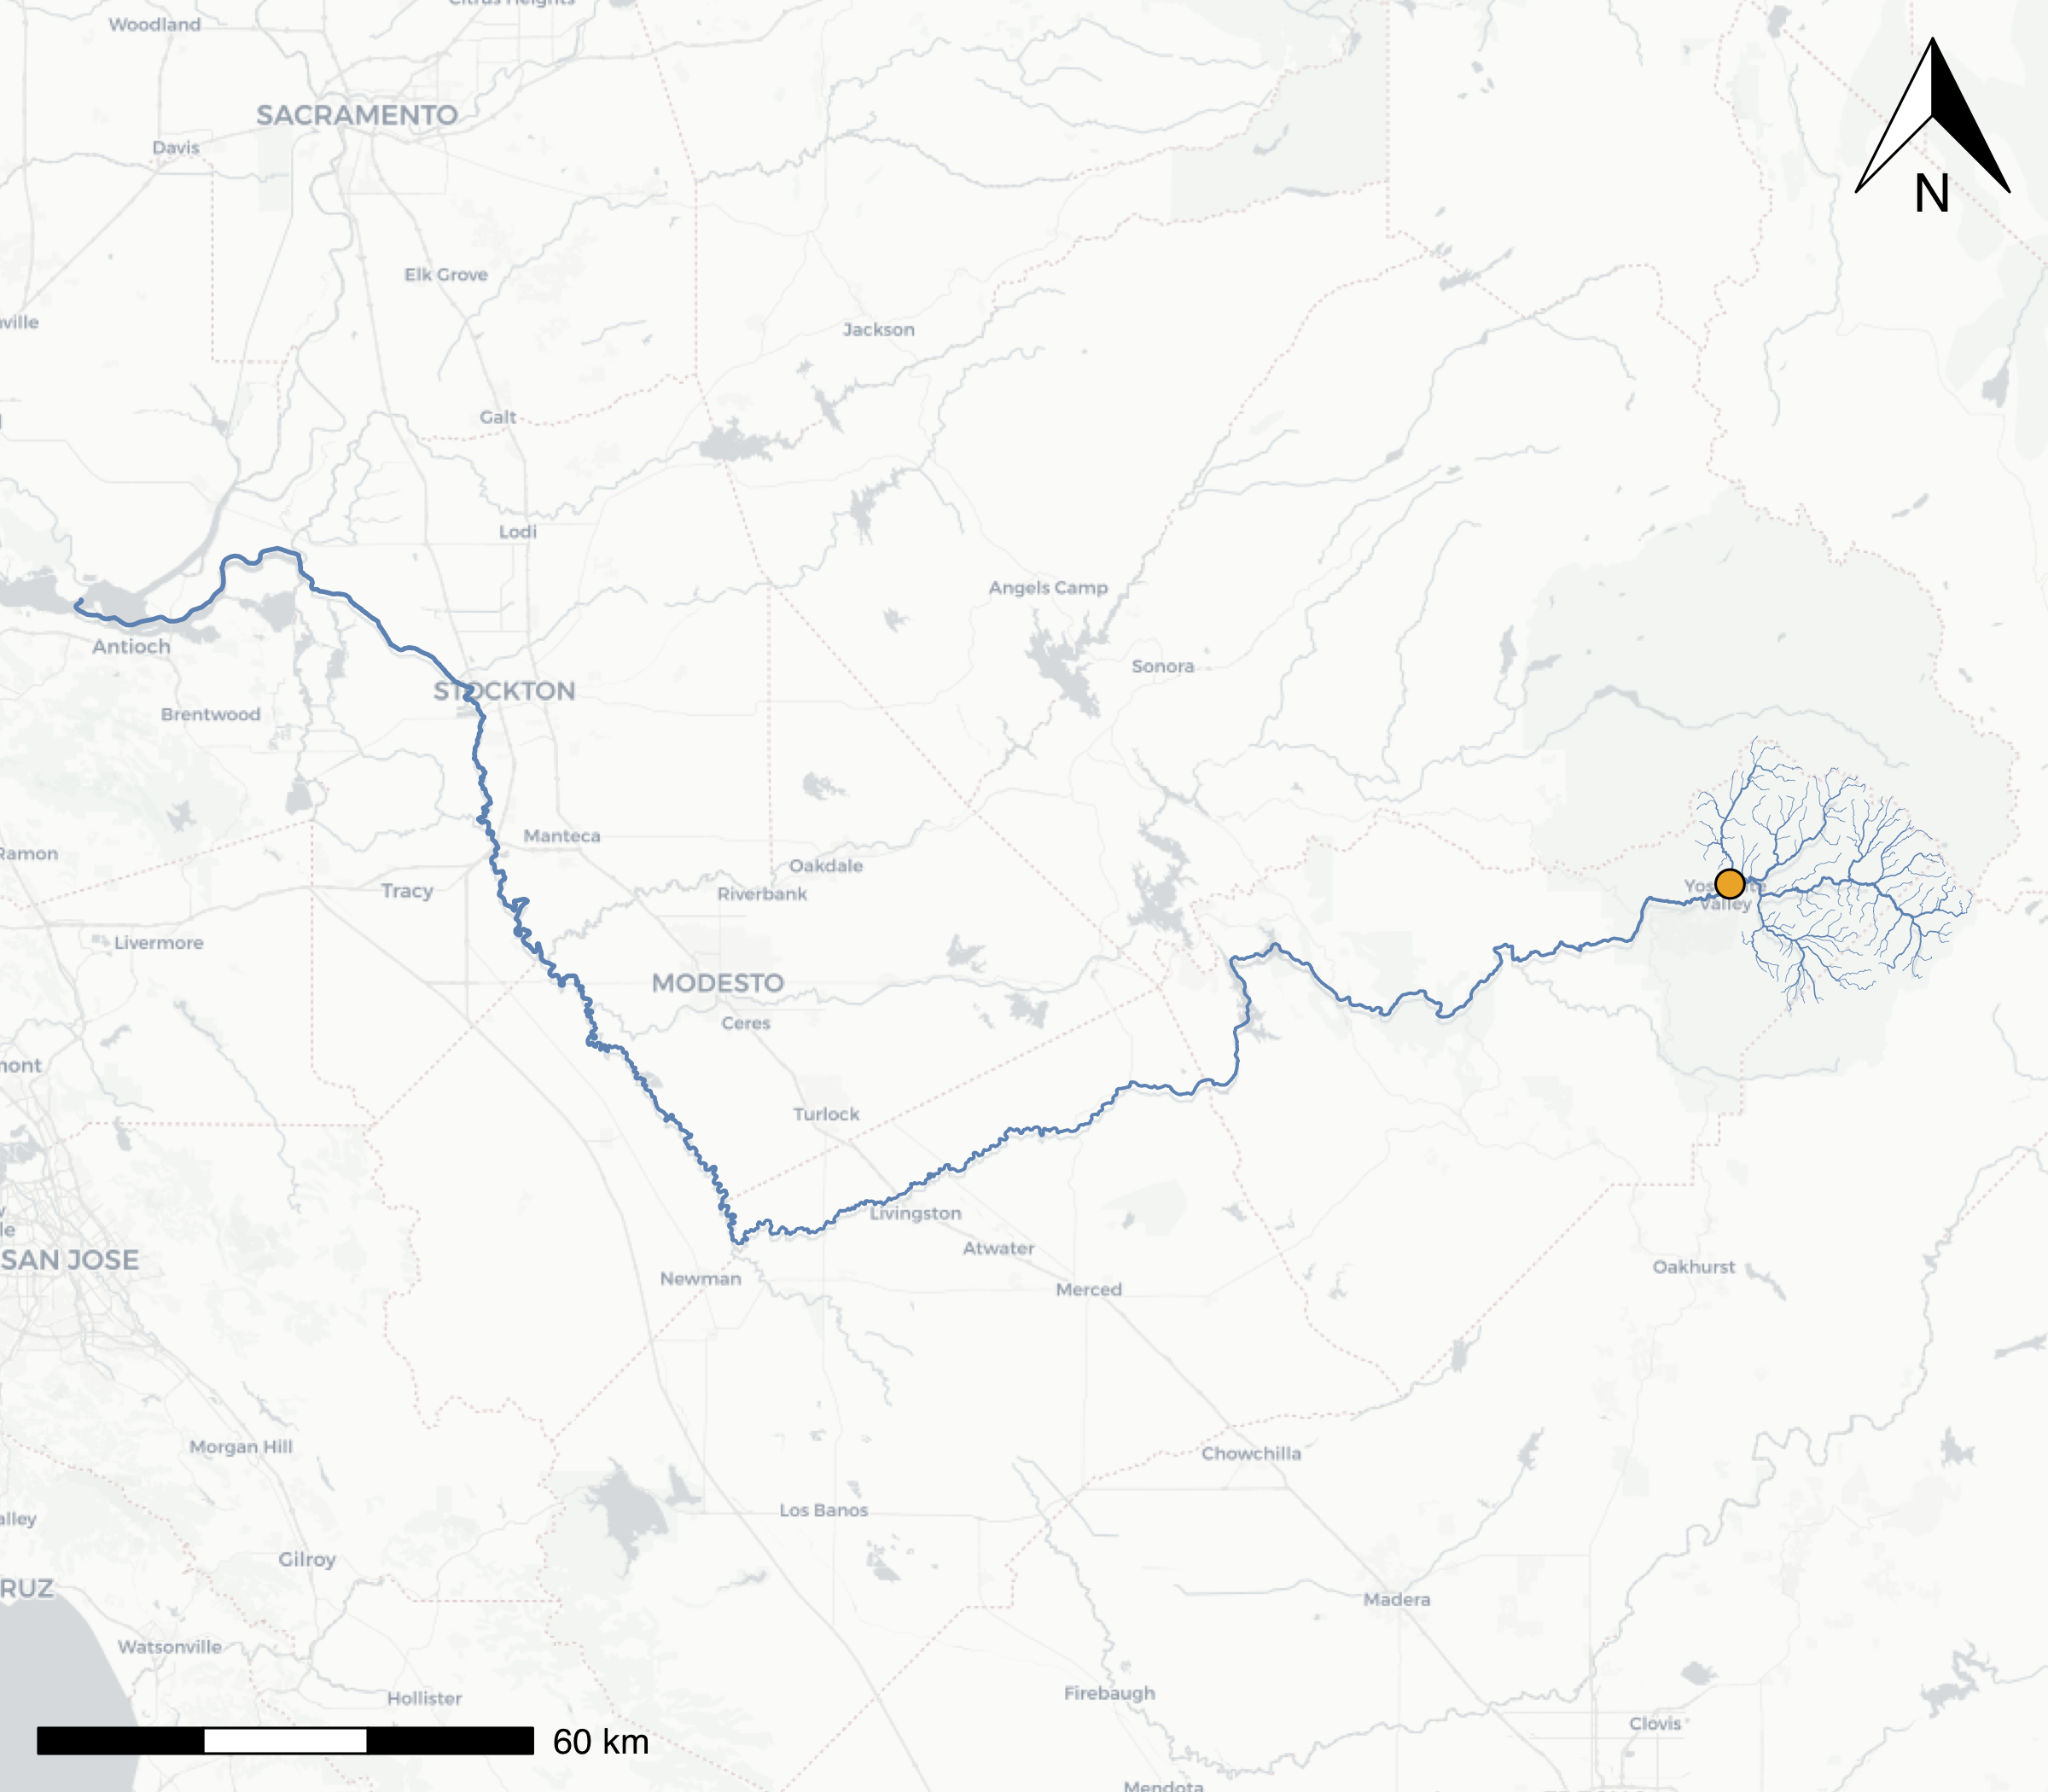 Citrus Heights
Woodland
SACRAMENTO
Davis
N
Elk Grove
ville
Jackson
Galt
Lodi
Angels Camp
Antioch
Sonora
STOCKTON
Brentwood
Manteca
Ramon
Oakdale
Tracy
Riverbank
Yos te
Valley
Livermore
MODESTO
Ceres
mont
Turlock
Livingston
Atwater
SAN JOSE
Newman
Merced
Oakhurst
Morgan Hill
Chowchilla
Los Banos
alley
Gilroy
RUZ
Madera
Watsonville
Hollister
Firebaugh
Clovis
60 km
Mendota